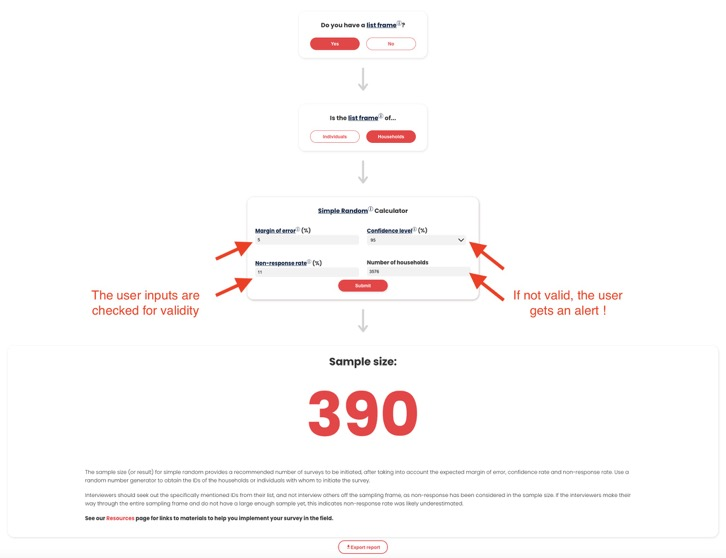 Do you have a list frameⓘ?
Yes
No
Is the list frameⓘ of...
Individuals
Households
Simple Randomⓘ Calculator
Margin of errorⓘ (%)
Confidence levelⓘ (%)
5
95
Non-response rateⓘ (%)
Number of households
11
3576
Submit
The user inputs are
checked for validity
If not valid, the user
gets an alert !
Sample size:
390
The sample size (or result) for simple random provides a recommended number of surveys to be initiated, after taking into account the expected margin of error, confidence rate and non-response rate. Use a
random number generator to obtain the IDs of the households or individuals with whom to initiate the survey.
Interviewers should seek out the specifically mentioned IDs from their list, and not interview others off the sampling frame, as non-response has been considered in the sample size. If the interviewers make their
way through the entire sampling frame and do not have a large enough sample yet, this indicates non-response rate was likely underestimated.
See our Resources page for links to materials to help you implement your survey in the field.
Export report